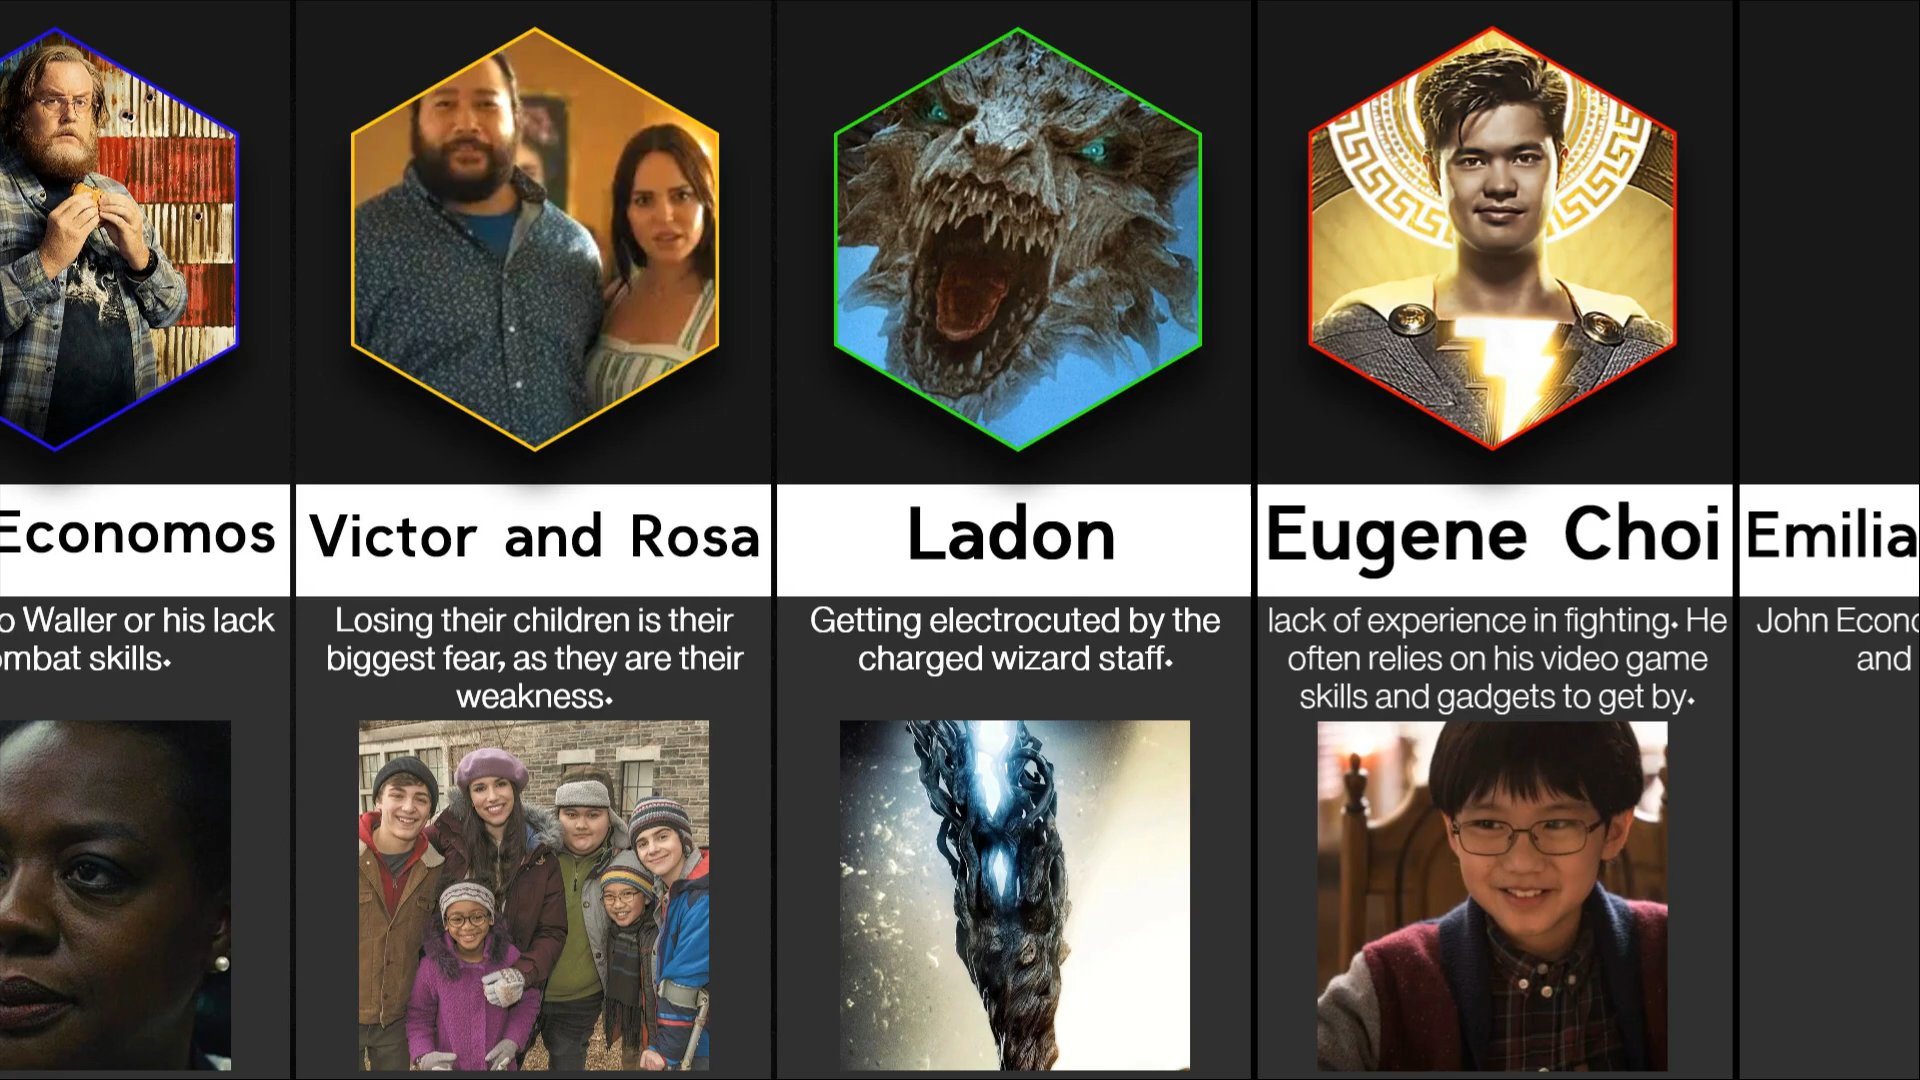 Economos
o Waller or his lack
ombat skills.
Victor and Rosa
Losing their children is their
biggest fear, as they are their
weakness.
Ladon
Getting electrocuted by the
charged wizard staff.
Eugene Choi
lack of experience in fighting. He
often relies on his video game
skills and gadgets to get by.
Emilia
John Econo
and